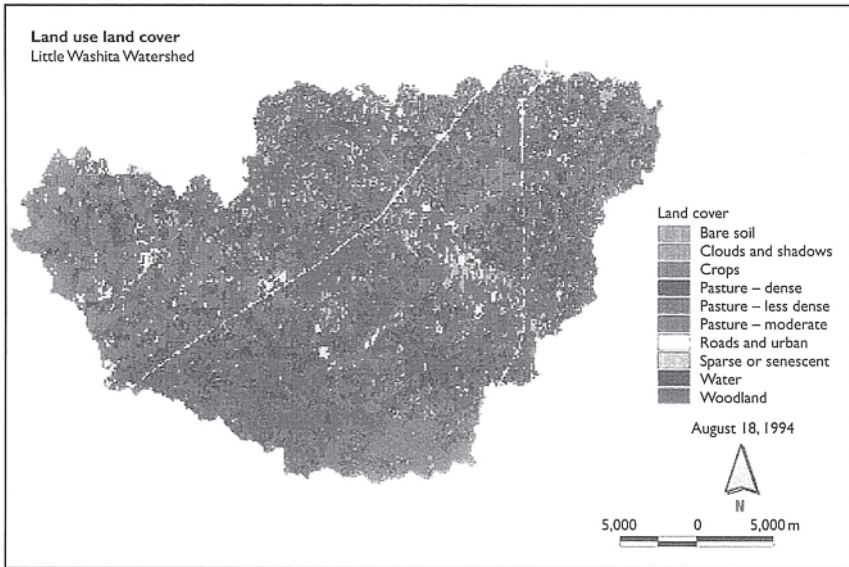 Land use land cover
Little Washita Watershed
Land cover
Bare soil
Clouds and shadows
Crops
Pasture – dense
Pasture – less dense
Pasture – moderate
Roads and urban
Sparse or senescent
Water
Woodland
August 18, 1994
N
5,000 0 5,000 m